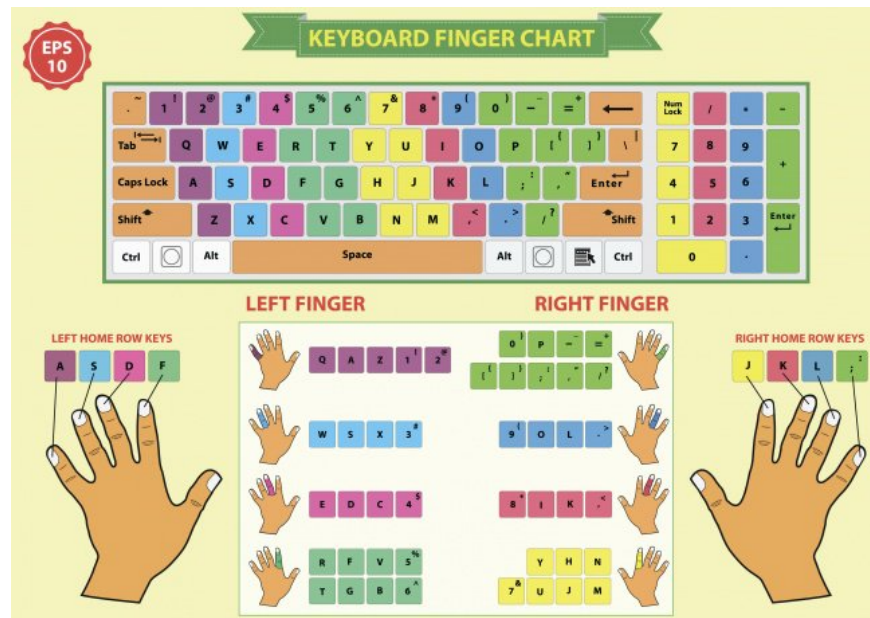 EPS
10
KEYBOARD FINGER CHART
. ~ 1 ! 2 @ 3 # 4 $ 5 % 6 ^ 7 & 8 * 9 ( 0 ) – – = +
Num Lock / * –
Tab Q W E R T Y U I O P [ { ] } \ |
7 8 9 +
Caps Lock A S D F G H J K L ; : , " Enter
4 5 6
Shift Z X C V B N M , < . > / ? Shift
1 2 3 Enter
Ctrl Alt Space Alt Ctrl
0 .
LEFT FINGER
RIGHT FINGER
LEFT HOME ROW KEYS
A S D F
RIGHT HOME ROW KEYS
J K L ; :
Q A Z 1 ! 2 @
0 ) P – – = +
[ { ] } ; : , " / ?
W S X 3 #
9 ( O L . >
E D C 4 $
8 * I K , <
R F V 5 %
T G B 6 ^
Y H N
7 & U J M